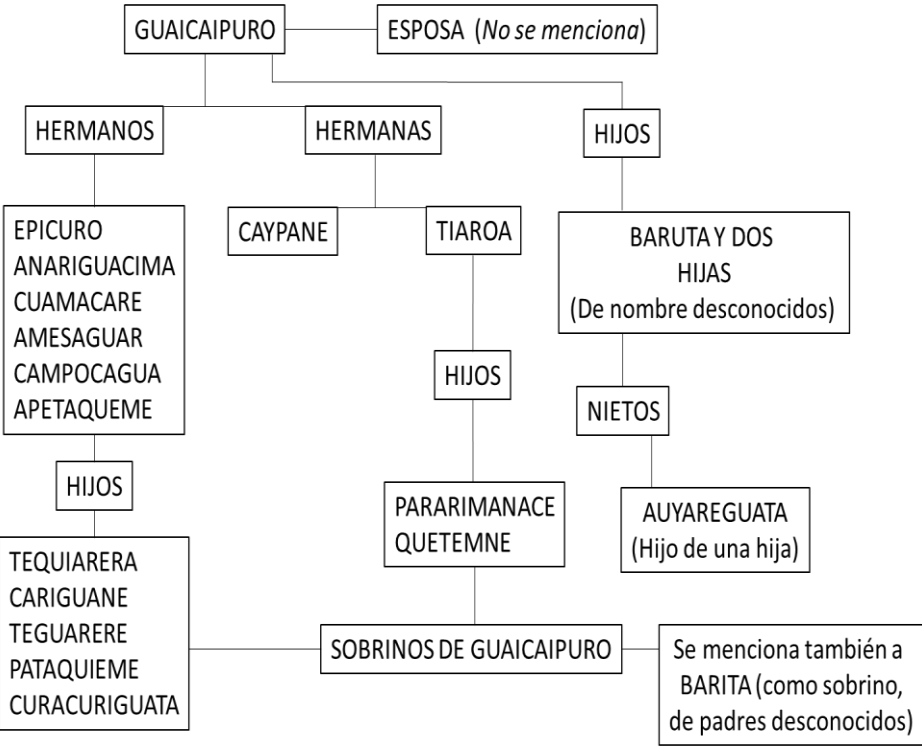 GUAICAIPURO
ESPOSA (No se menciona)
HERMANOS
HERMANAS
HIJOS
EPICURO
ANARIGUACIMA
CUAMACARE
AMESAGUAR
CAMPOCAGUA
APETAQUEME
CAYPANE
TIAROA
BARUTA Y DOS
HIJAS
(De nombre desconocidos)
HIJOS
NIETOS
HIJOS
PARARIMANACE
QUETEMNE
AUYAREGUATA
(Hijo de una hija)
TEQUIARERA
CARIGUANE
TEGUARERE
PATAQUIEME
CURACURIGUATA
SOBRINOS DE GUAICAIPURO
Se menciona también a
BARITA (como sobrino,
de padres desconocidos)